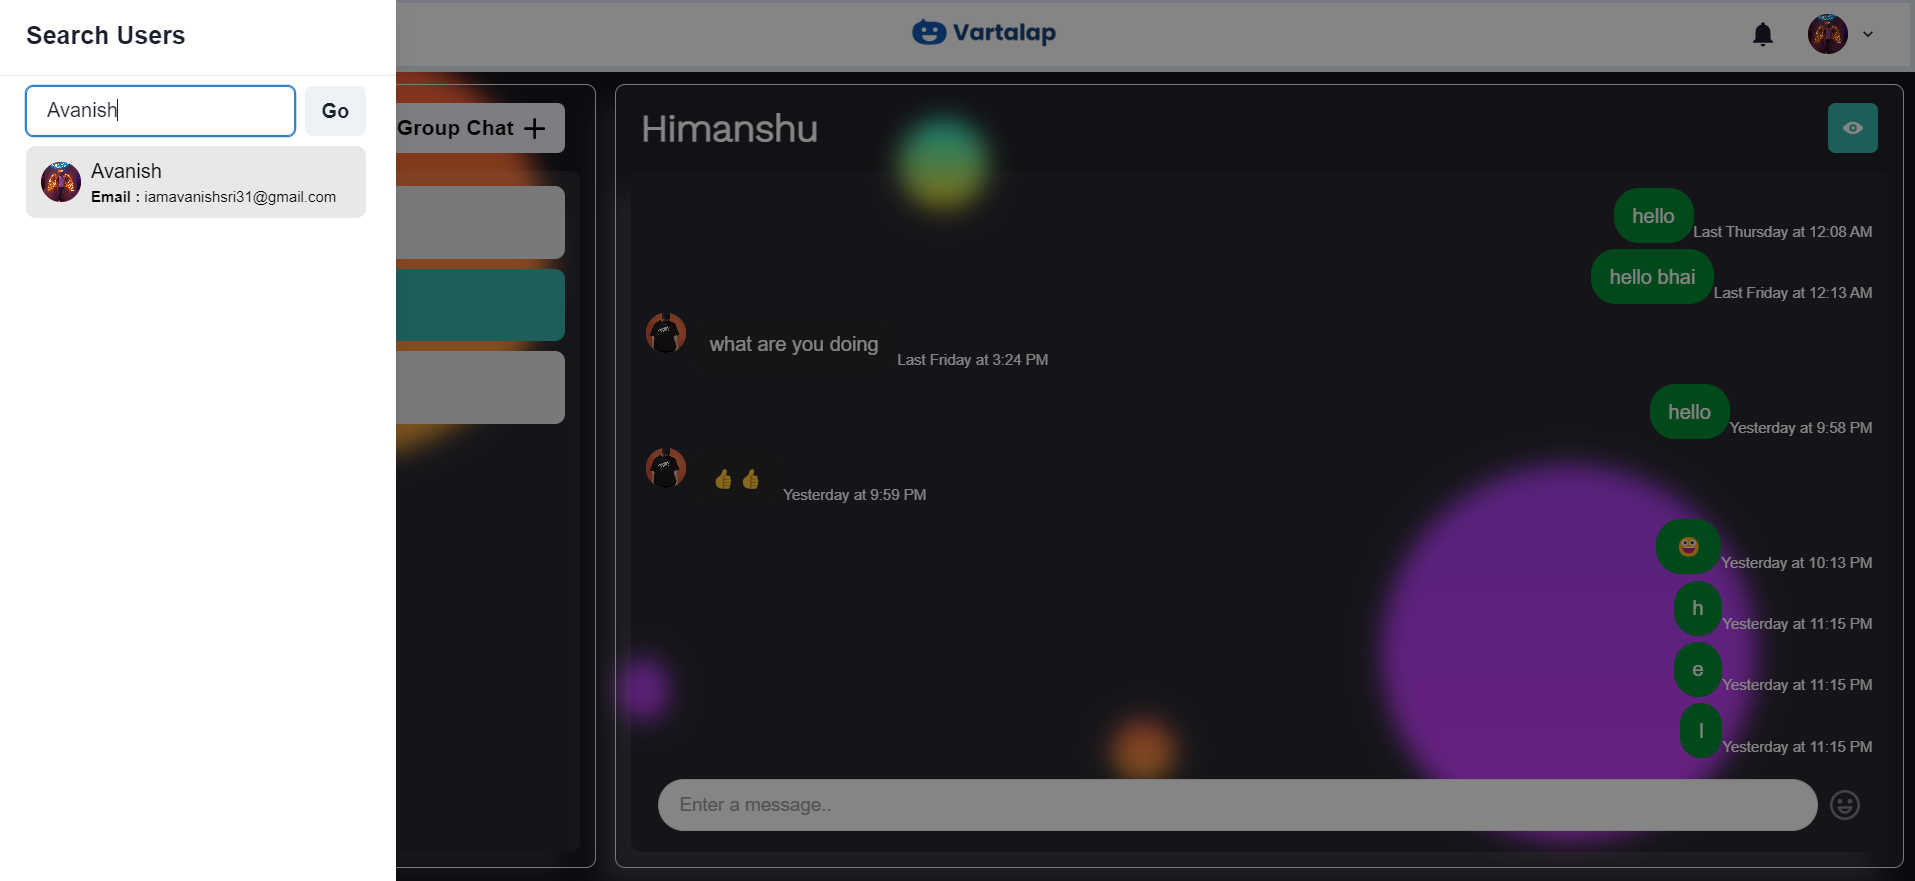 Search Users
Avanish
Go
Avanish
Email : iamavanishsri31@gmail.com
Vartalap
Group Chat
Himanshu
hello
Last Thursday at 12:08 AM
hello bhai
Last Friday at 12:13 AM
what are you doing
Last Friday at 3:24 PM
hello
Yesterday at 9:58 PM
👍 👍
Yesterday at 9:59 PM
Yesterday at 10:13 PM
h
Yesterday at 11:15 PM
e
Yesterday at 11:15 PM
l
Yesterday at 11:15 PM
Enter a message..